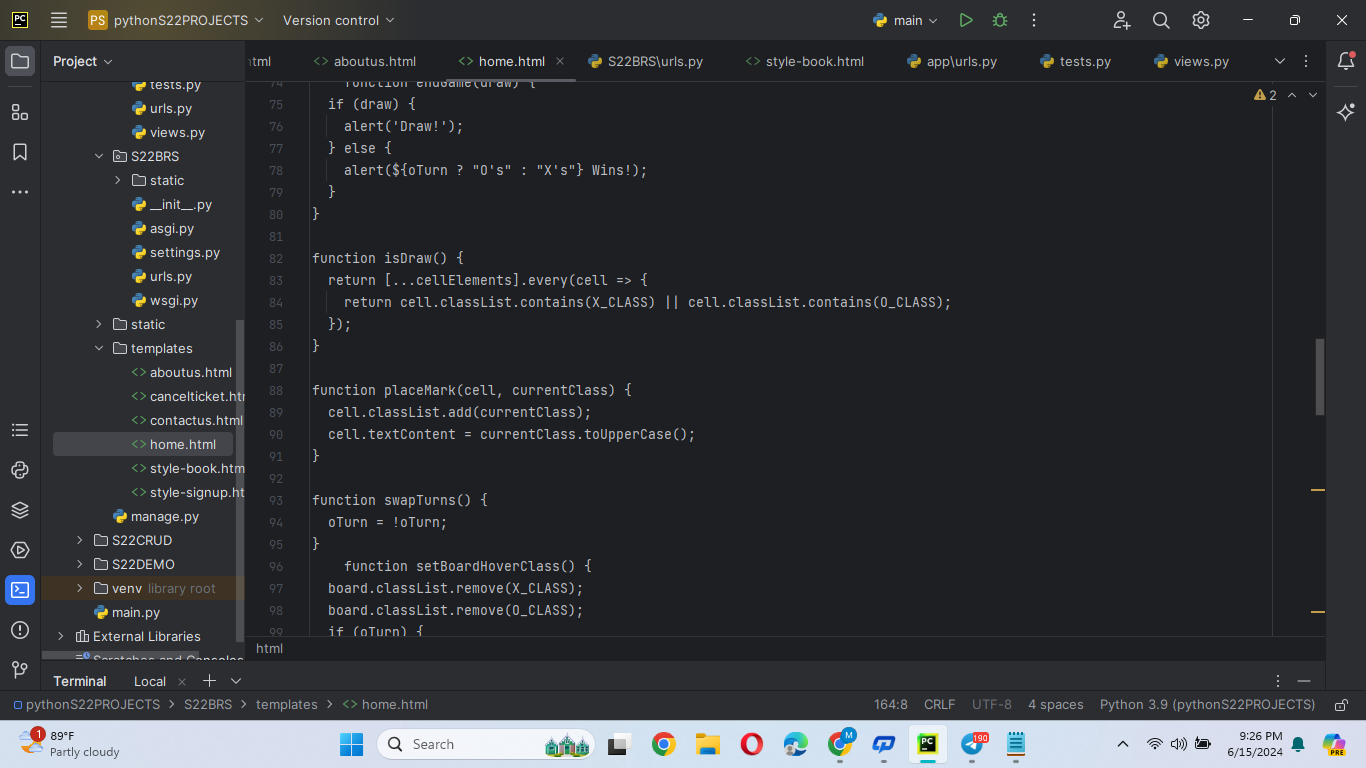 PC
PS pythonS22PROJECTS Version control main
Project
html aboutus.html home.html S22BRS\urls.py style-book.html app\urls.py tests.py views.py
tests.py
urls.py
views.py
S22BRS
static
__init__.py
asgi.py
settings.py
urls.py
wsgi.py
static
templates
aboutus.html
cancelticket.htm
contactus.html
home.html
style-book.htm
style-signup.ht
manage.py
S22CRUD
S22DEMO
venv library root
main.py
External Libraries
Scratches and Consoles
2
74 function endGame(draw) {
75 if (draw) {
76 alert('Draw!');
77 } else {
78 alert(${oTurn ? "O's" : "X's"} Wins!);
79 }
80 }
81
82 function isDraw() {
83 return [...cellElements].every(cell => {
84 return cell.classList.contains(X_CLASS) || cell.classList.contains(O_CLASS);
85 });
86 }
87
88 function placeMark(cell, currentClass) {
89 cell.classList.add(currentClass);
90 cell.textContent = currentClass.toUpperCase();
91 }
92
93 function swapTurns() {
94 oTurn = !oTurn;
95 }
96 function setBoardHoverClass() {
97 board.classList.remove(X_CLASS);
98 board.classList.remove(O_CLASS);
99 if (oTurn) {
html
Terminal Local
pythonS22PROJECTS > S22BRS > templates > home.html 164:8 CRLF UTF-8 4 spaces Python 3.9 (pythonS22PROJECTS)
1
89°F
Partly cloudy
Search
M
PC
190
9:26 PM
6/15/2024
PRE